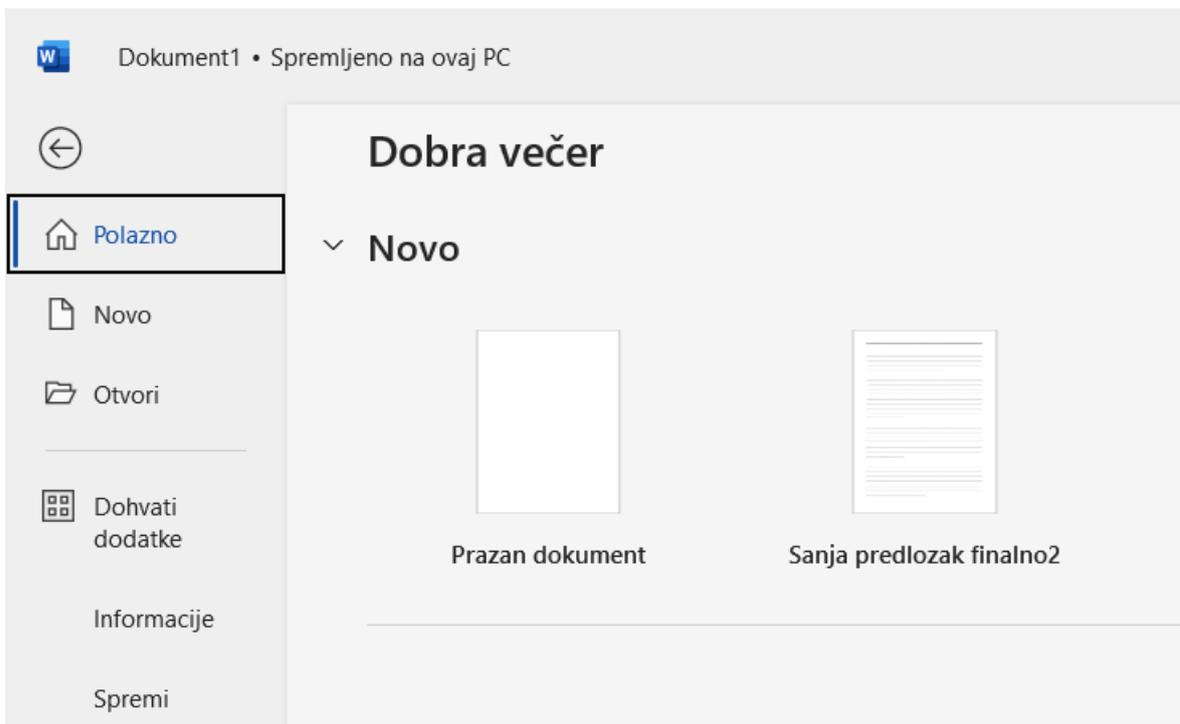 W
Dokument1 • Spremljeno na ovaj PC
Dobra večer
Polazno
Novo
Novo
Otvori
Dohvati
dodatke
Prazan dokument
Sanja predlozak finalno2
Informacije
Spremi